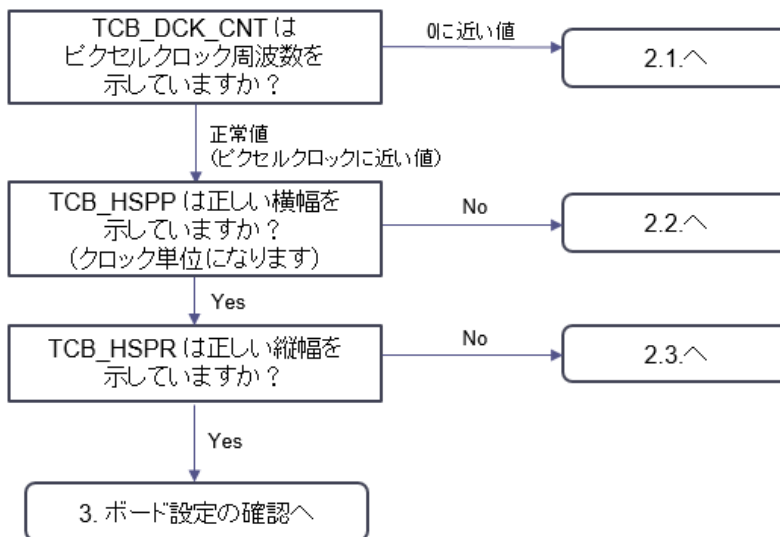 TCB_DCK_CNT は
ピクセルクロック周波数を
示していますか？
0に近い値
2.1.へ
正常値
(ピクセルクロックに近い値)
TCB_HSPP は正しい横幅を
示していますか？
(クロック単位になります)
No
2.2.へ
Yes
TCB_HSPR は正しい縦幅を
示していますか？
No
2.3.へ
Yes
3. ボード設定の確認へ